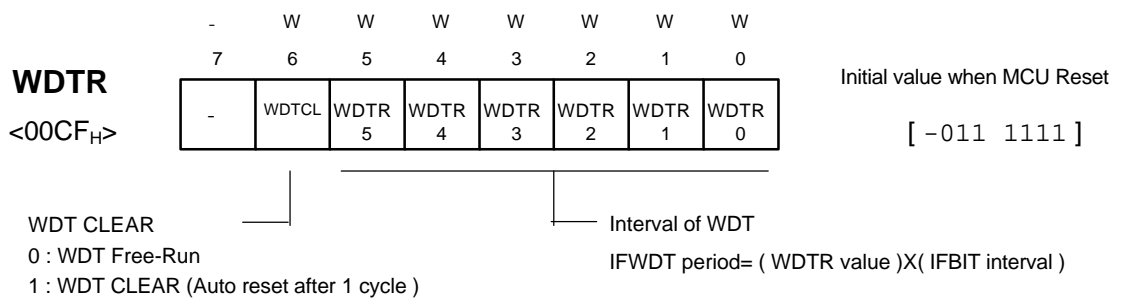 - W W W W W W
7 6 5 4 3 2 1 0
WDTR
<00CFH>
- WDTCL WDTR 5 WDTR 4 WDTR 3 WDTR 2 WDTR 1 WDTR 0
Initial value when MCU Reset
[ -011 1111 ]
WDT CLEAR
0 : WDT Free-Run
1 : WDT CLEAR (Auto reset after 1 cycle )
Interval of WDT
IFWDT period= ( WDTR value )X( IFBIT interval )